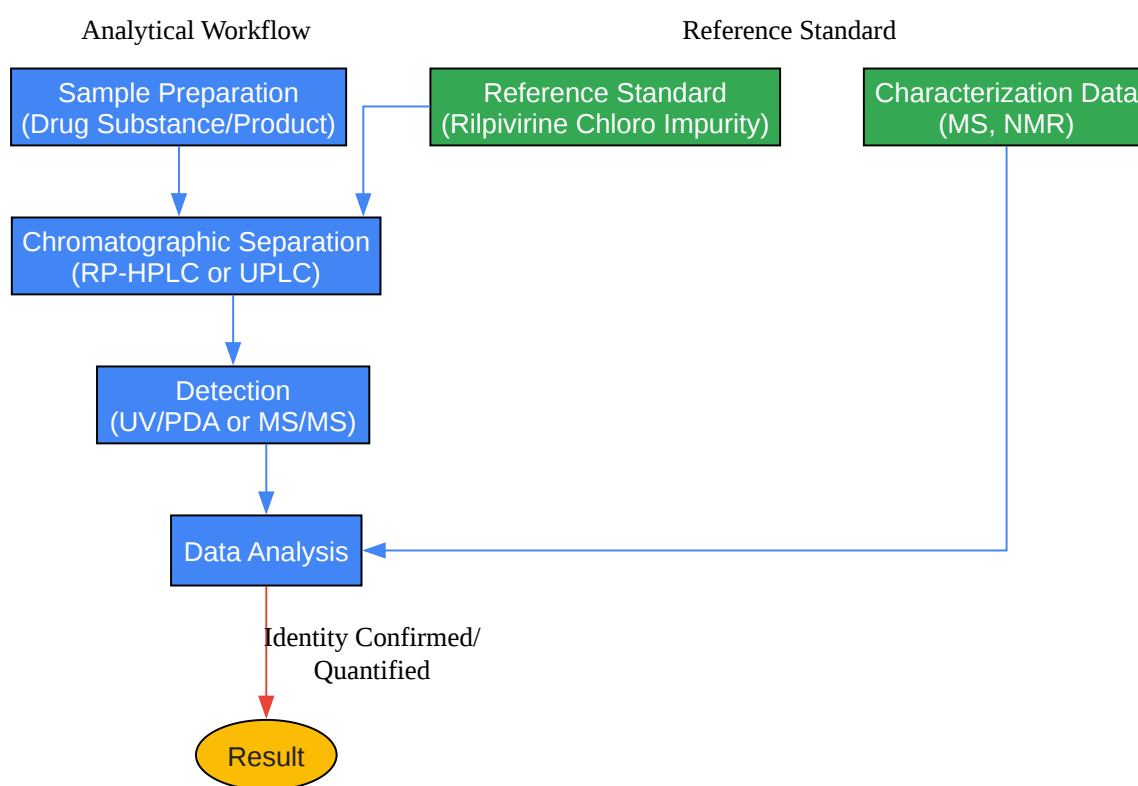 Analytical Workflow
Reference Standard
Sample Preparation
(Drug Substance/Product)
Reference Standard
(Rilpivirine Chloro Impurity)
Characterization Data
(MS, NMR)
Chromatographic Separation
(RP-HPLC or UPLC)
Detection
(UV/PDA or MS/MS)
Data Analysis
Identity Confirmed/
Quantified
Result